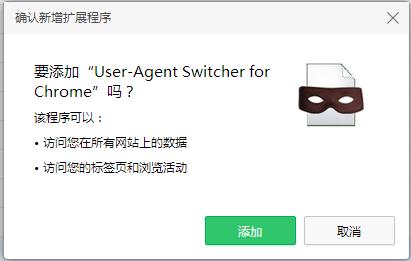 确认新增扩展程序
要添加“User-Agent Switcher for
Chrome”吗？
该程序可以：
• 访问您在所有网站上的数据
• 访问您的标签页和浏览活动
添加
取消